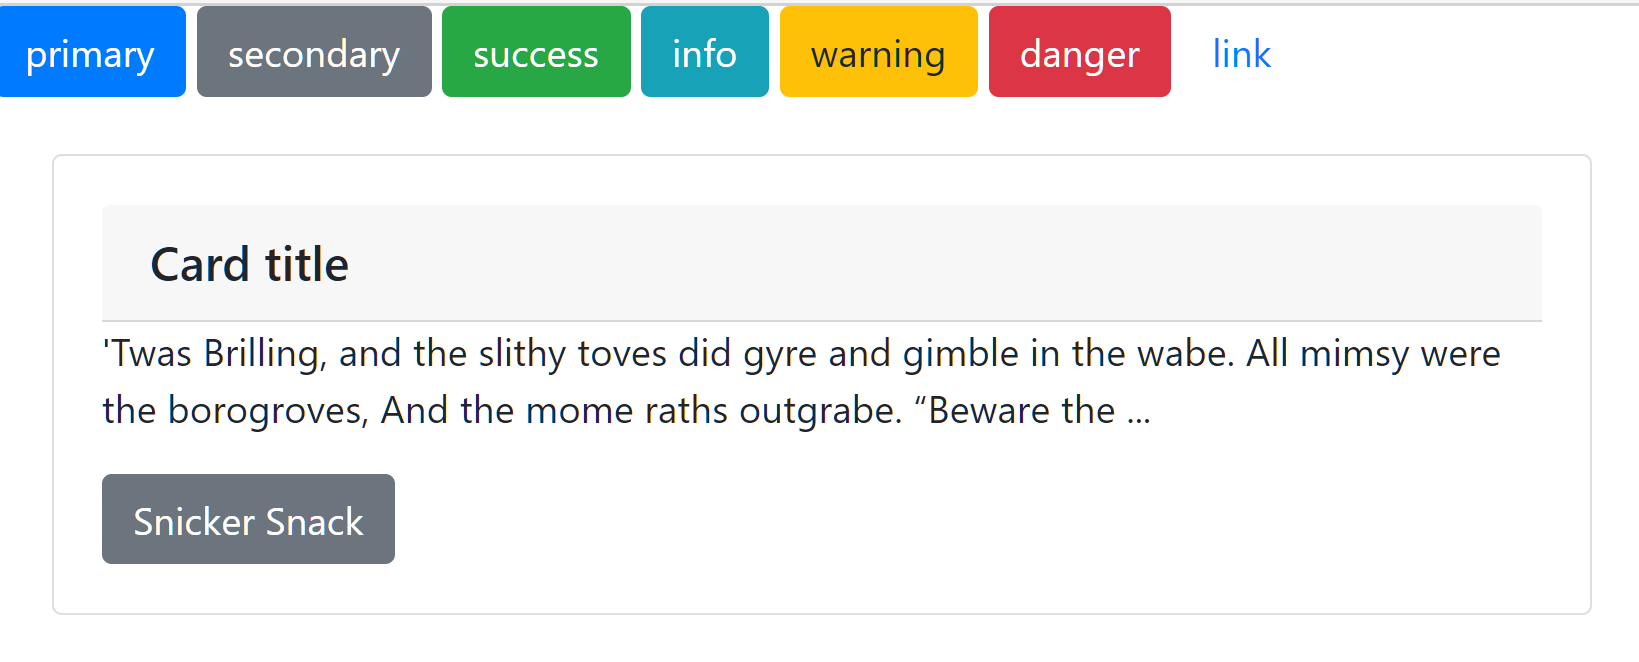 primary secondary success info warning danger link
Card title
'Twas Brilling, and the slithy toves did gyre and gimble in the wabe. All mimsy were
the borogroves, And the mome raths outgrabe. “Beware the ...
Snicker Snack